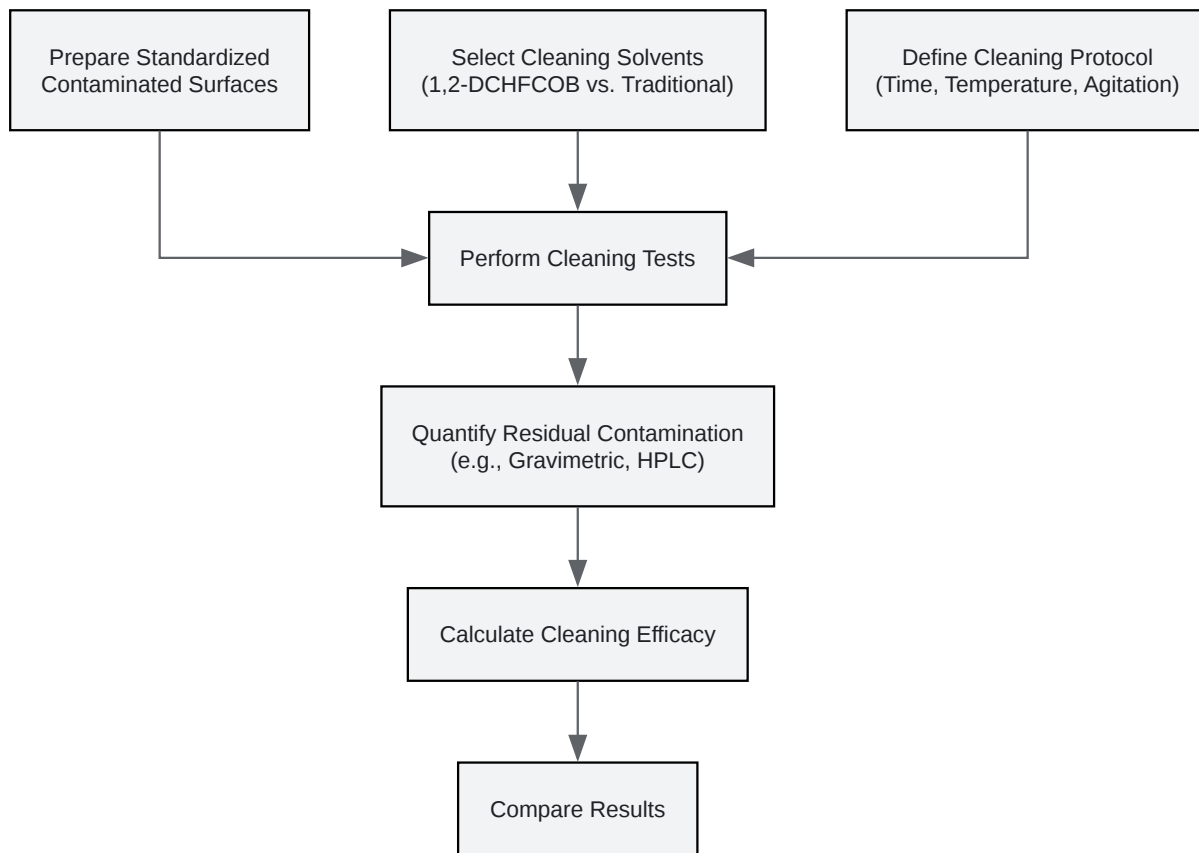 Prepare Standardized
Contaminated Surfaces
Select Cleaning Solvents
(1,2-DCHFCOB vs. Traditional)
Define Cleaning Protocol
(Time, Temperature, Agitation)
Perform Cleaning Tests
Quantify Residual Contamination
(e.g., Gravimetric, HPLC)
Calculate Cleaning Efficacy
Compare Results